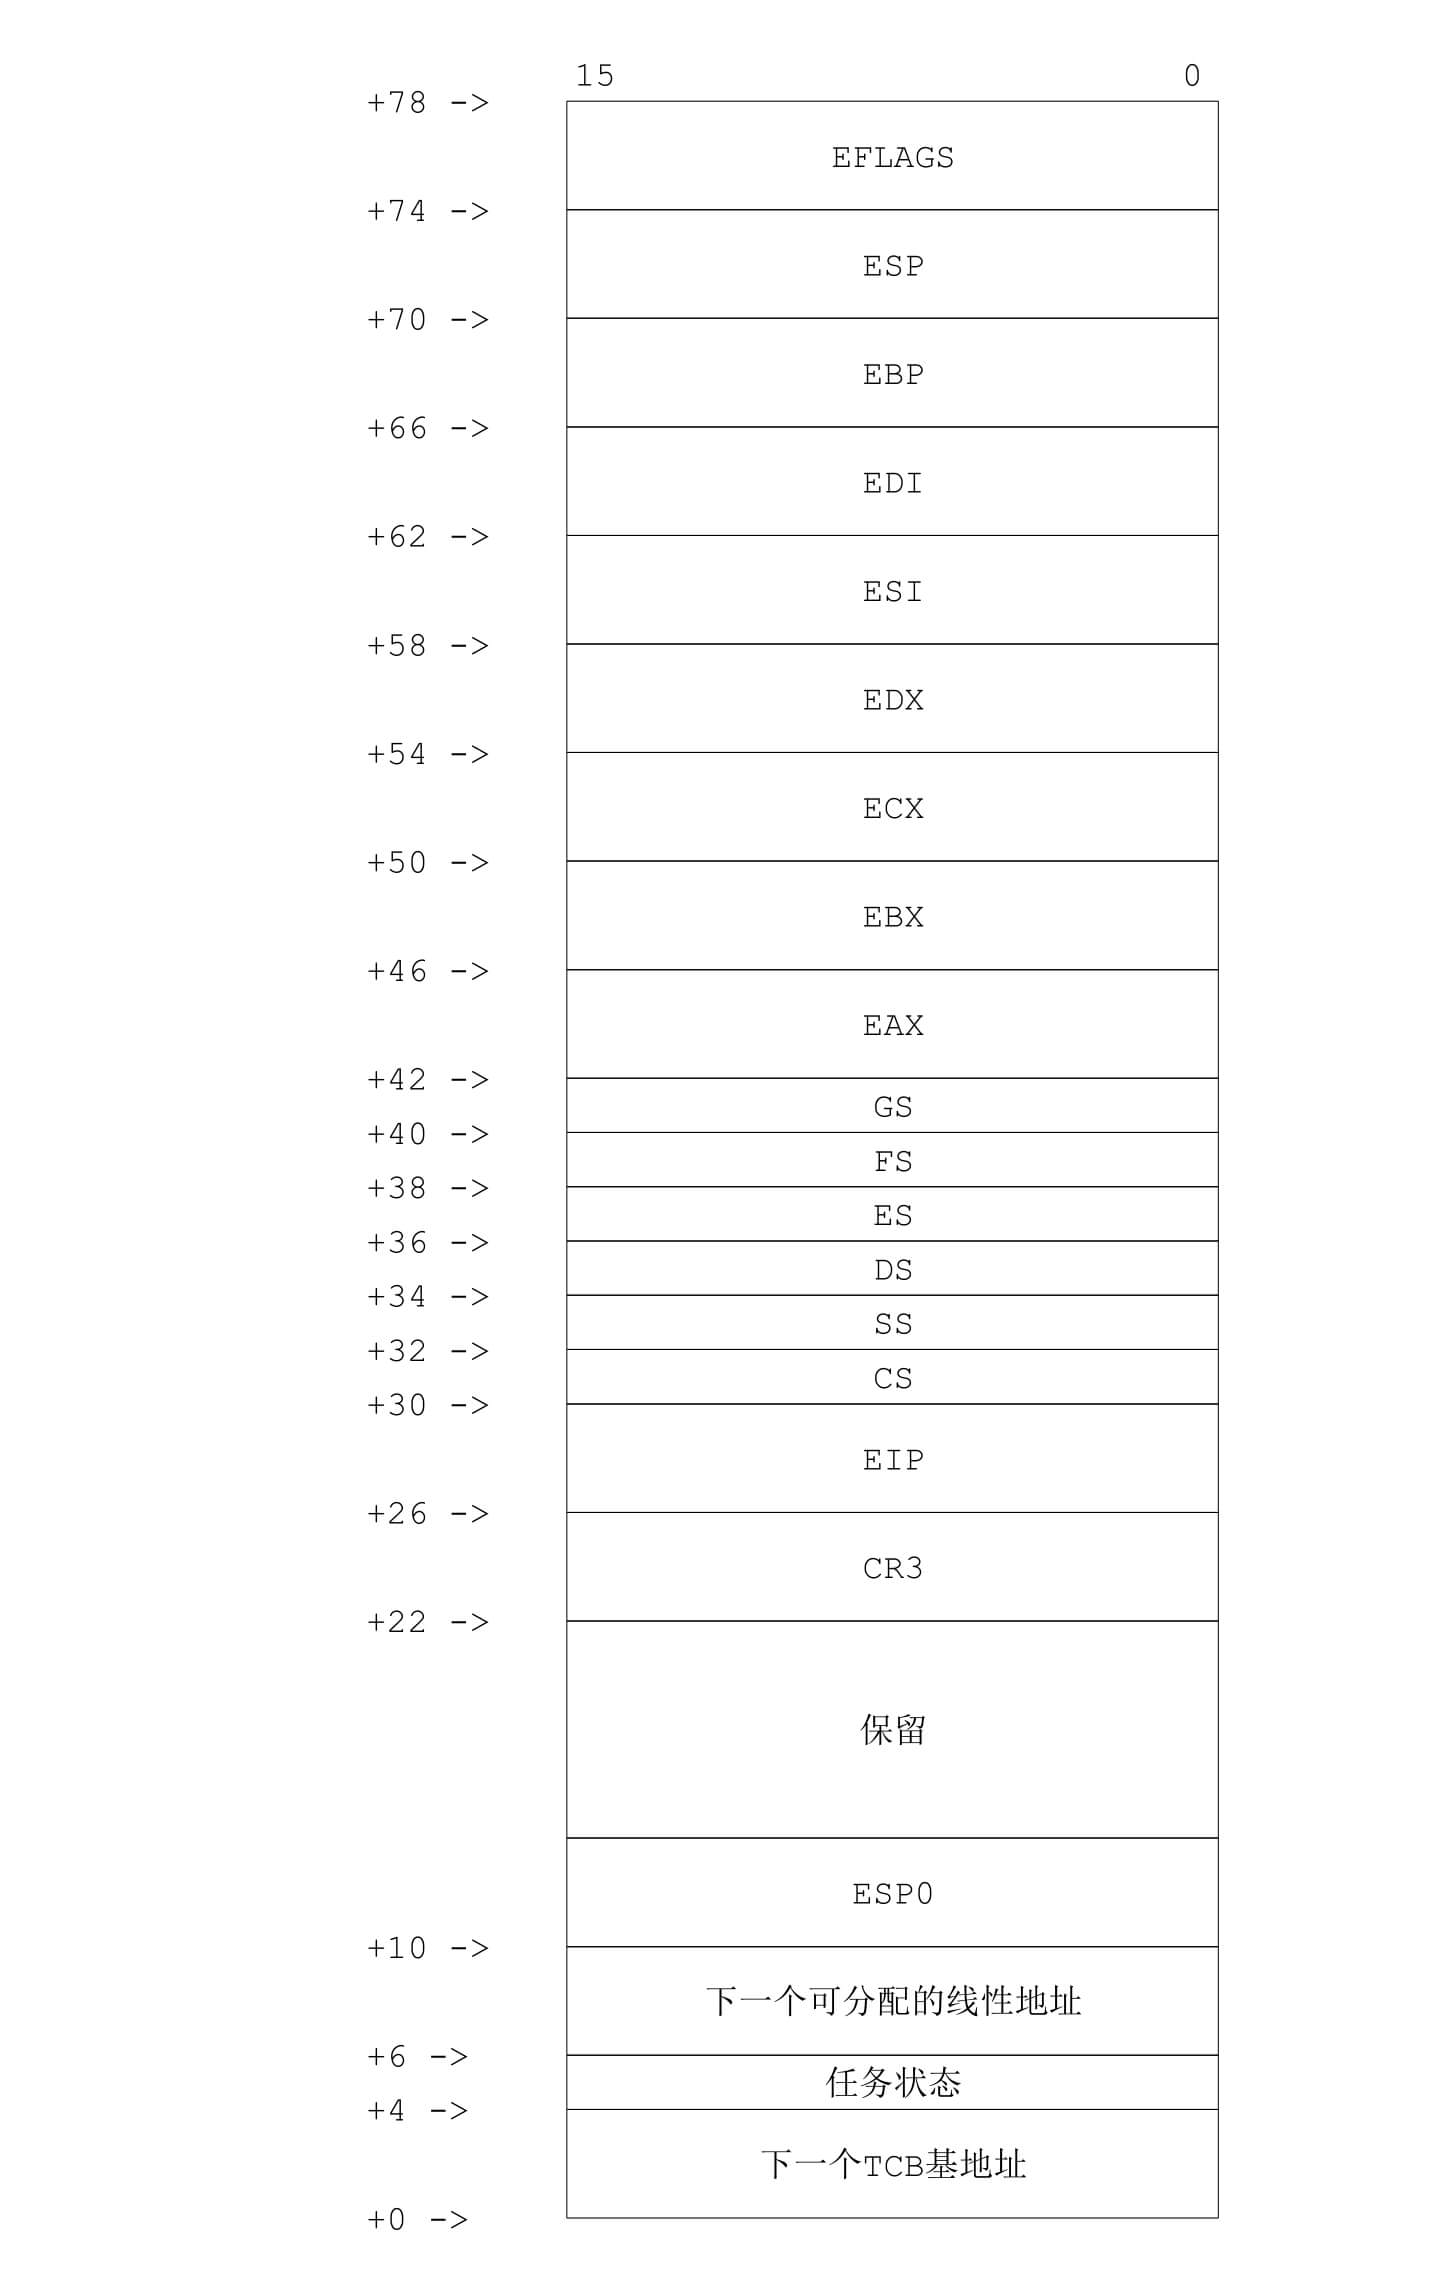 15 0
+78 ->
EFLAGS
+74 ->
ESP
+70 ->
EBP
+66 ->
EDI
+62 ->
ESI
+58 ->
EDX
+54 ->
ECX
+50 ->
EBX
+46 ->
EAX
+42 ->
GS
+40 ->
FS
+38 ->
ES
+36 ->
DS
+34 ->
SS
+32 ->
CS
+30 ->
EIP
+26 ->
CR3
+22 ->
保留
ESP0
+10 ->
下一个可分配的线性地址
+6 ->
任务状态
+4 ->
下一个TCB基地址
+0 ->